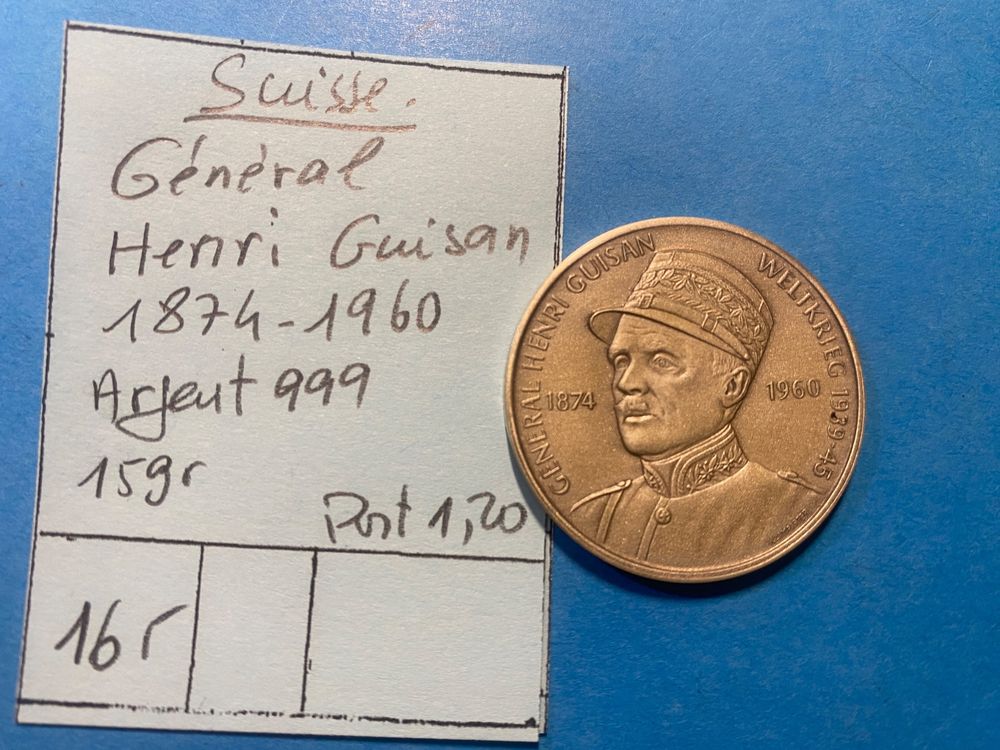 Suisse.
Général
Henri Guisan
1874-1960
Argent 999
15gr
Port 1,20
16r
GENERAL HENRI GUISAN
WELTKRIEG 1939-45
1874
1960